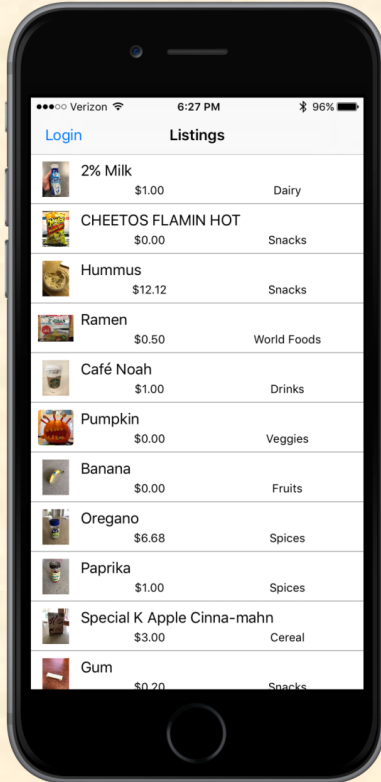 ●●●○○ Verizon 6:27 PM 96%
Login Listings
2% Milk
$1.00 Dairy
CHEETOS FLAMIN HOT
$0.00 Snacks
Hummus
$12.12 Snacks
Ramen
$0.50 World Foods
Café Noah
$1.00 Drinks
Pumpkin
$0.00 Veggies
Banana
$0.00 Fruits
Oregano
$6.68 Spices
Paprika
$1.00 Spices
Special K Apple Cinna-mahn
$3.00 Cereal
Gum
$0.20 Snacks